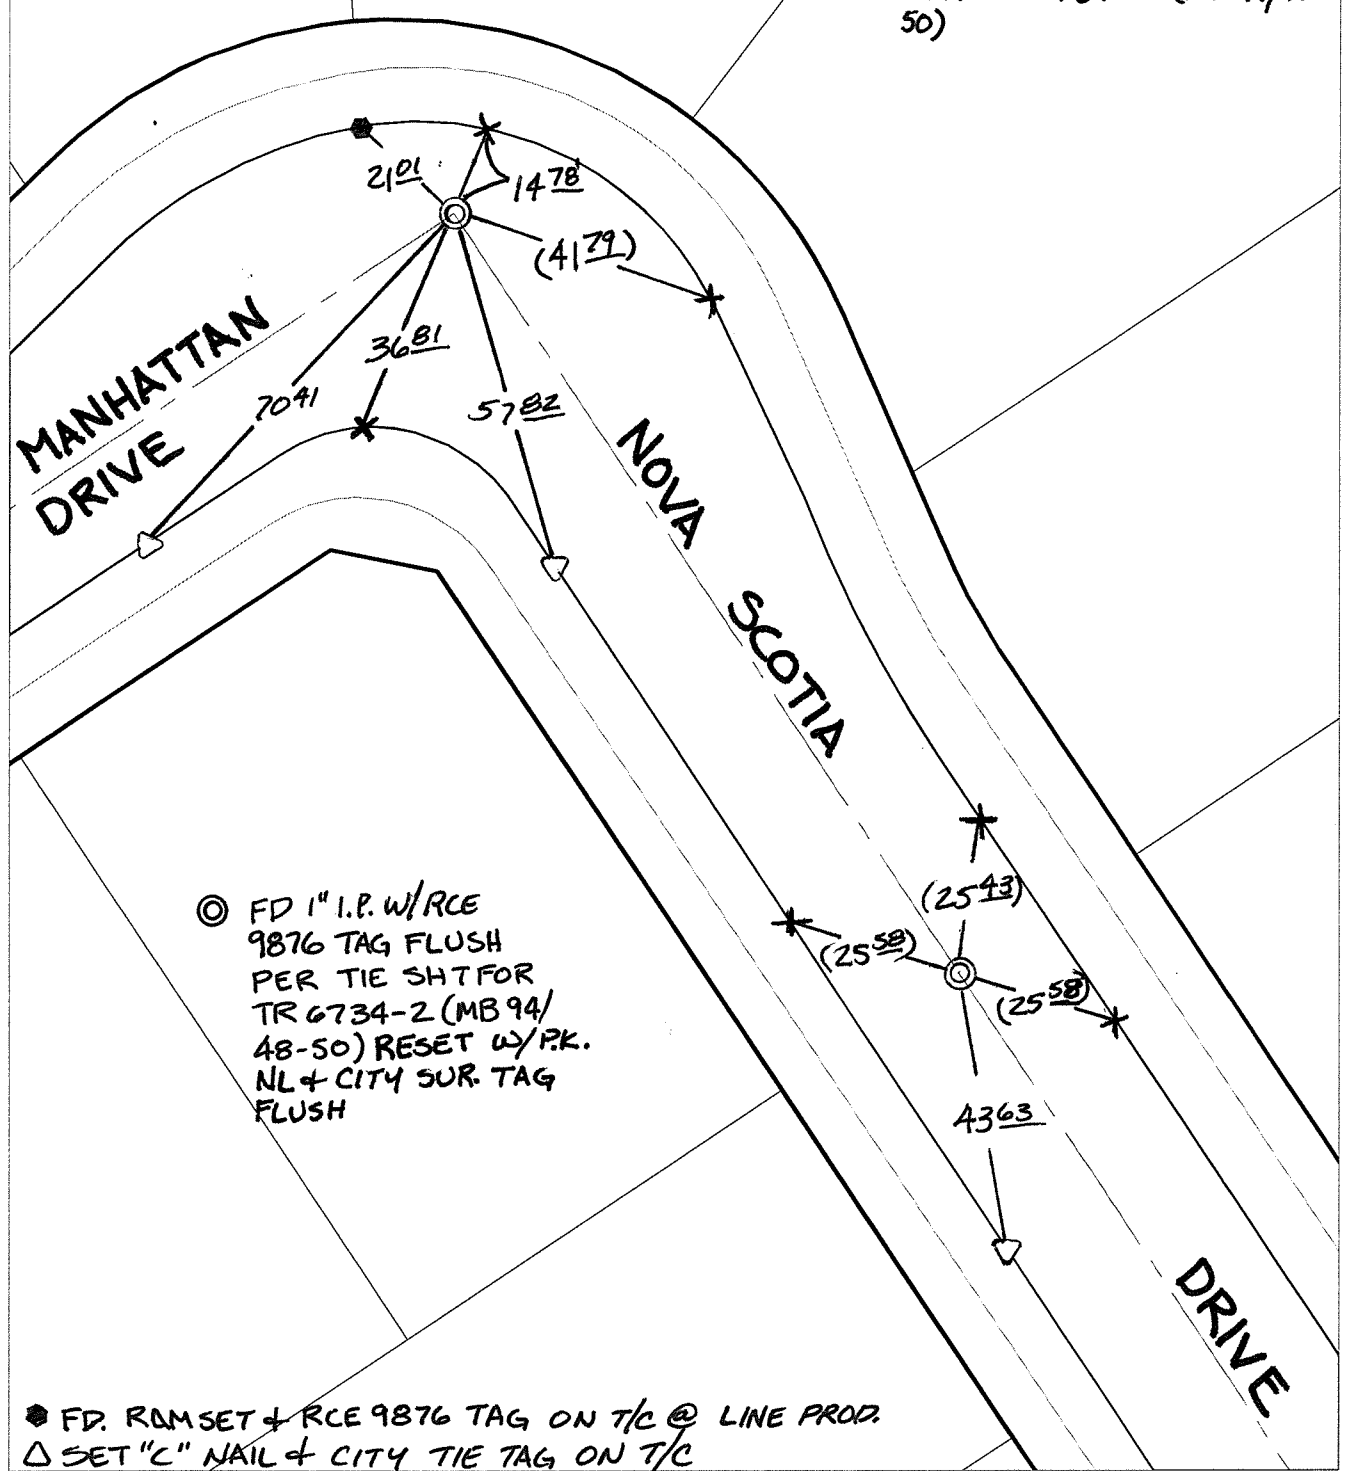 50)
21 01
14 78'
(41 79)
36 81
70 41
57 82
MANHATTAN
DRIVE
NOVA
SCOTIA
DRIVE
(25 43)
(25 58)
(25 58)
43 63
FD 1" I.P. W/RCE
9876 TAG FLUSH
PER TIE SHT FOR
TR 6734-2 (MB 94/
48-50) RESET W/P.K.
NL & CITY SUR. TAG
FLUSH
FD. RAMSET & RCE 9876 TAG ON T/C @ LINE PROD.
SET "C" NAIL & CITY TIE TAG ON T/C